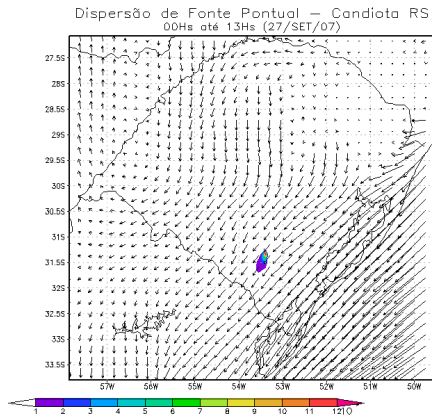 Dispersão de Fonte Pontual – Candiota RS
00Hs até 13Hs (27/SET/07)
27.5S
28S
28.5S
29S
29.5S
30S
30.5S
31S
31.5S
32S
32.5S
33S
33.5S
57W 56W 55W 54W 53W 52W 51W 50W
1 2 3 4 5 6 7 8 9 10 11 12